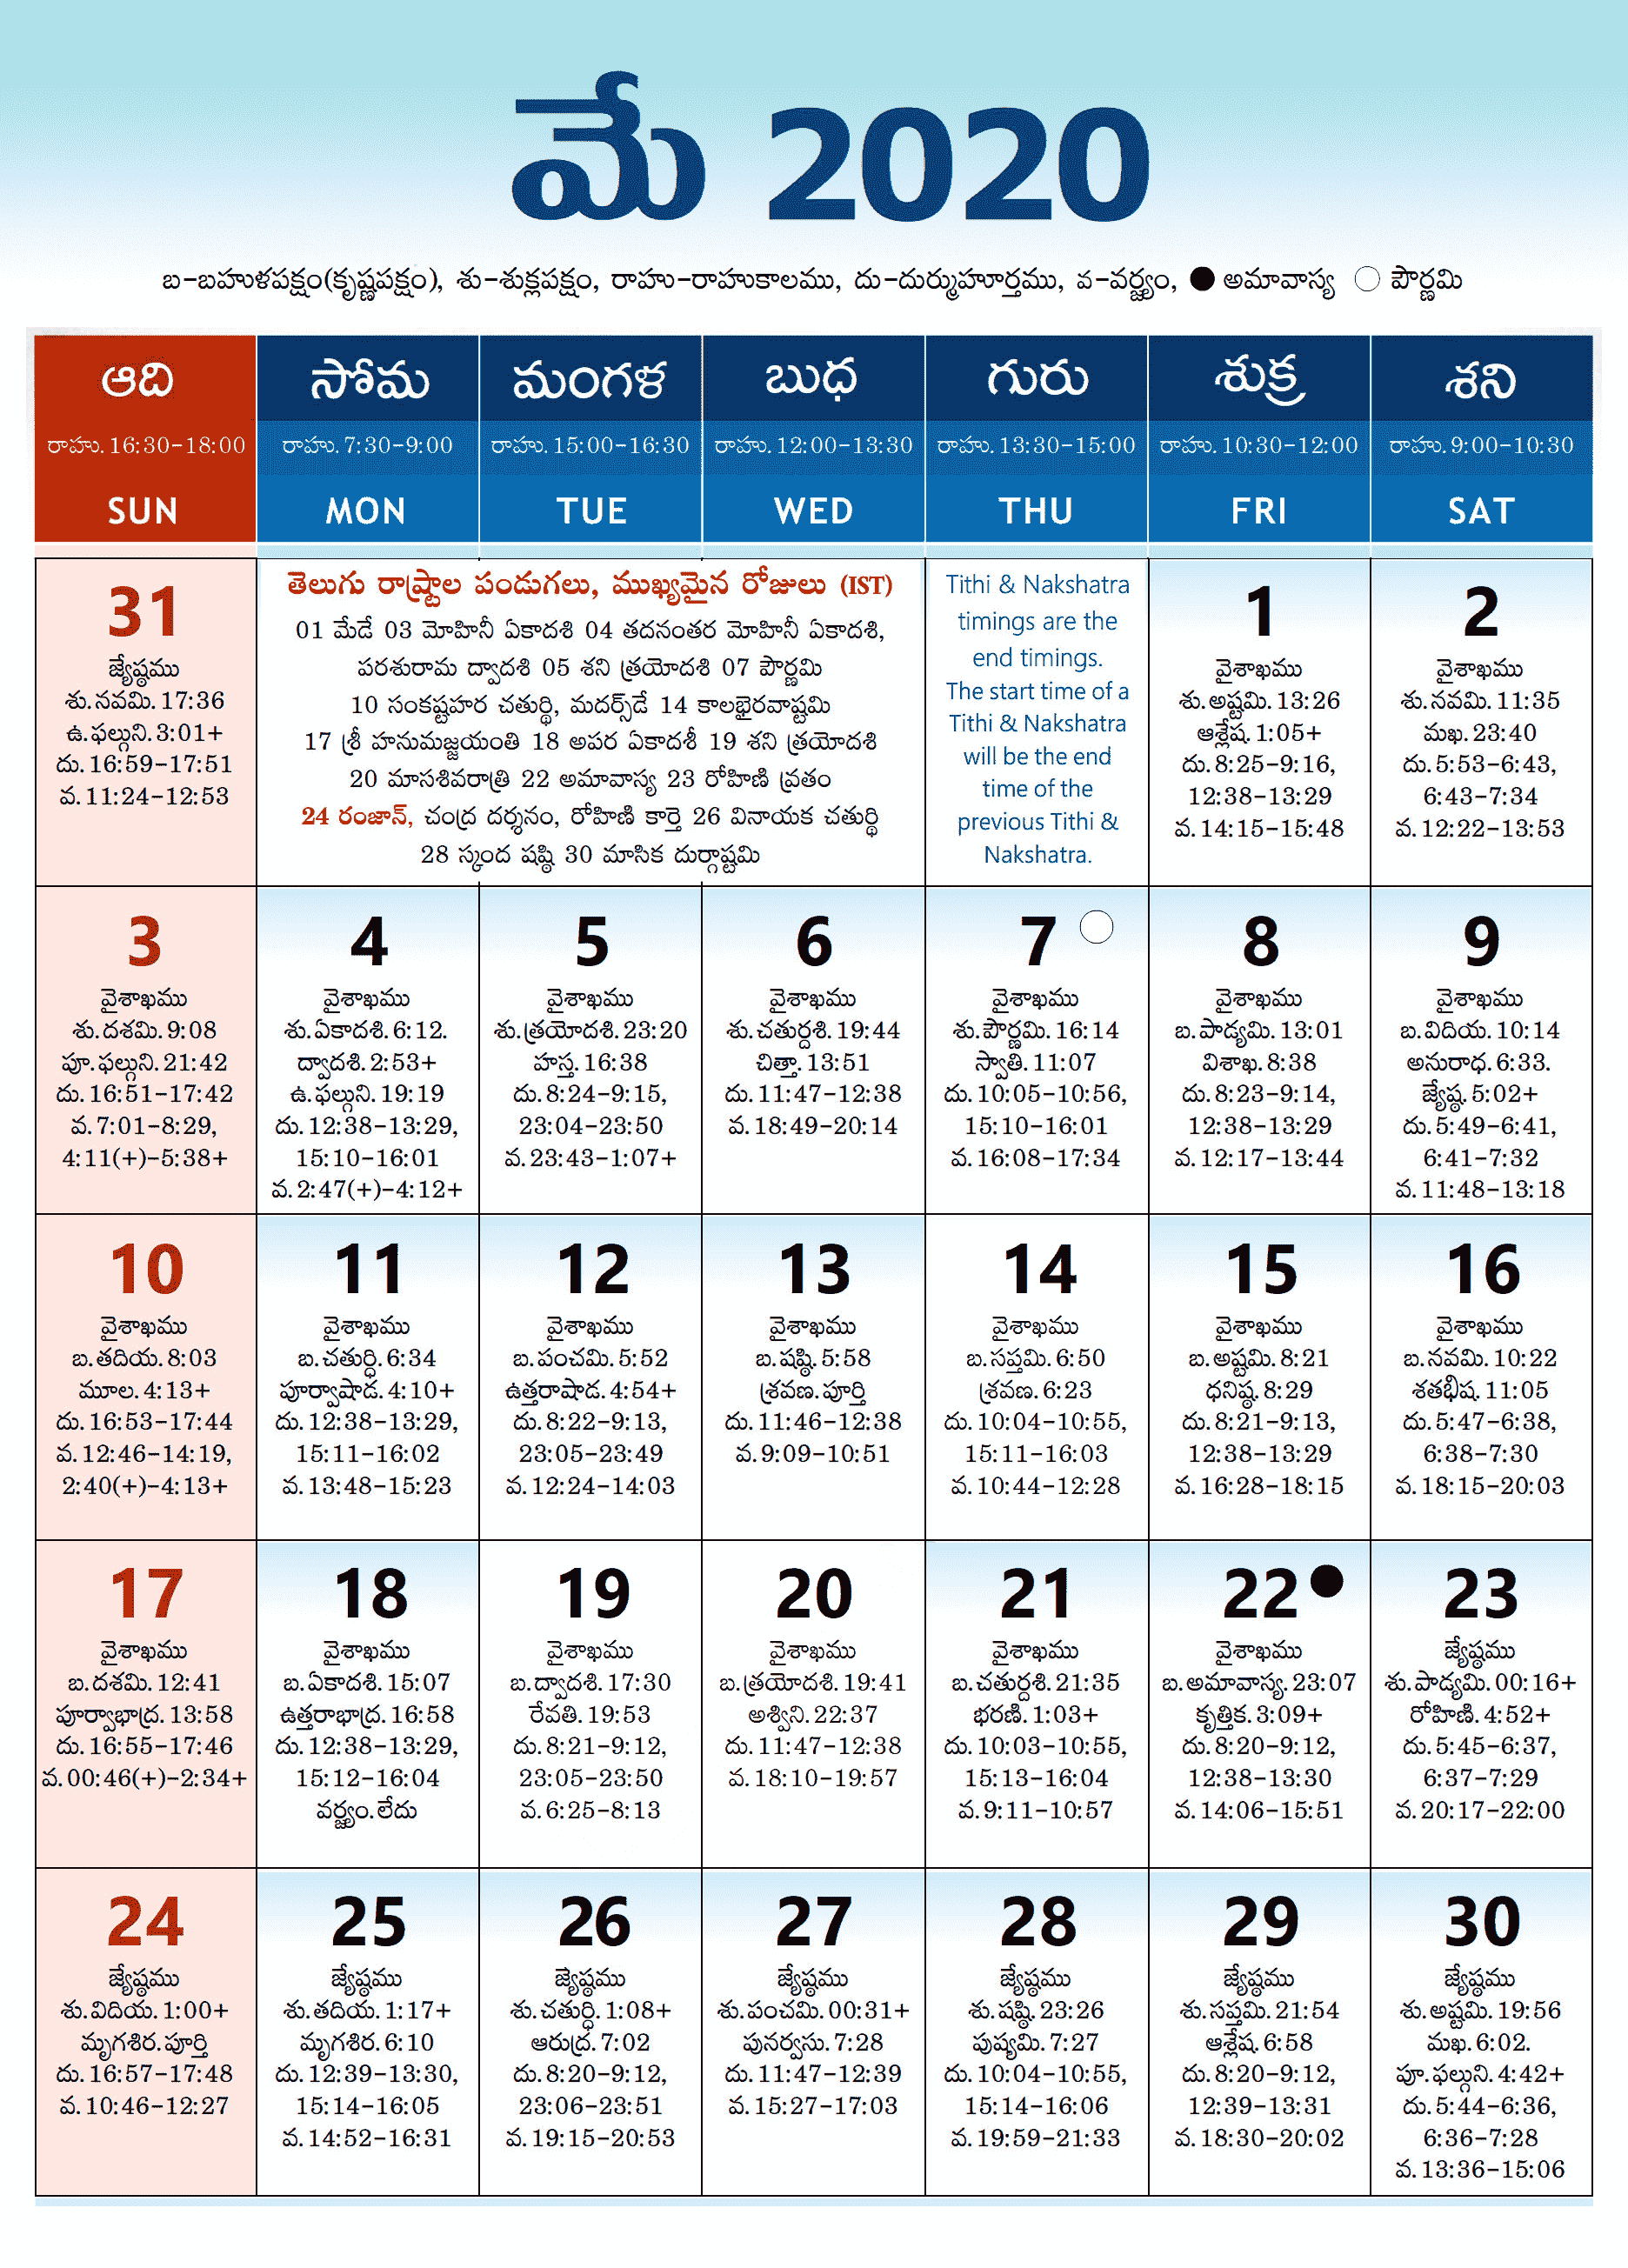 మే 2020
బ-బహుళపక్షం(కృష్ణపక్షం), శు-శుక్లపక్షం, రాహు-రాహుకాలము, దు-దుర్ముహూర్తము, వ-వర్జ్యం, ● అమావాస్య ○ పౌర్ణమి
ఆది సోమ మంగళ బుధ గురు శుక్ర శని
రాహు.16:30-18:00 రాహు.7:30-9:00 రాహు.15:00-16:30 రాహు.12:00-13:30 రాహు.13:30-15:00 రాహు.10:30-12:00 రాహు.9:00-10:30
SUN MON TUE WED THU FRI SAT
31
జ్యేష్ఠము
శు.నవమి.17:36
ఉ.ఫల్గుని.3:01+
దు.16:59-17:51
వ.11:24-12:53
తెలుగు రాష్ట్రాల పండుగలు, ముఖ్యమైన రోజులు (IST)
01 మేడే 03 మోహినీ ఏకాదశి 04 తదనంతర మోహినీ ఏకాదశి,
పరశురామ ద్వాదశి 05 శని త్రయోదశి 07 పౌర్ణమి
10 సంకష్టహర చతుర్థి, మదర్స్‌డే 14 కాలభైరవాష్టమి
17 శ్రీ హనుమజ్జయంతి 18 అపర ఏకాదశీ 19 శని త్రయోదశి
20 మాసశివరాత్రి 22 అమావాస్య 23 రోహిణి వ్రతం
24 రంజాన్, చంద్ర దర్శనం, రోహిణి కార్తె 26 వినాయక చతుర్థి
28 స్కంద షష్ఠి 30 మాసిక దుర్గాష్టమి
Tithi & Nakshatra
timings are the
end timings.
The start time of a
Tithi & Nakshatra
will be the end
time of the
previous Tithi &
Nakshatra.
1
వైశాఖము
శు.అష్టమి.13:26
ఆశ్లేష.1:05+
దు.8:25-9:16,
12:38-13:29
వ.14:15-15:48
2
వైశాఖము
శు.నవమి.11:35
మఖ.23:40
దు.5:53-6:43,
6:43-7:34
వ.12:22-13:53
3
వైశాఖము
శు.దశమి.9:08
పూ.ఫల్గుని.21:42
దు.16:51-17:42
వ.7:01-8:29,
4:11(+)-5:38+
4
వైశాఖము
శు.ఏకాదశి.6:12.
ద్వాదశి.2:53+
ఉ.ఫల్గుని.19:19
దు.12:38-13:29,
15:10-16:01
వ.2:47(+)-4:12+
5
వైశాఖము
శు.త్రయోదశి.23:20
హస్త.16:38
దు.8:24-9:15,
23:04-23:50
వ.23:43-1:07+
6
వైశాఖము
శు.చతుర్దశి.19:44
చిత్తా.13:51
దు.11:47-12:38
వ.18:49-20:14
7
వైశాఖము
శు.పౌర్ణమి.16:14
స్వాతి.11:07
దు.10:05-10:56,
15:10-16:01
వ.16:08-17:34
8
వైశాఖము
బ.పాడ్యమి.13:01
విశాఖ.8:38
దు.8:23-9:14,
12:38-13:29
వ.12:17-13:44
9
వైశాఖము
బ.విదియ.10:14
అనురాధ.6:33.
జ్యేష్ఠ.5:02+
దు.5:49-6:41,
6:41-7:32
వ.11:48-13:18
10
వైశాఖము
బ.తదియ.8:03
మూల.4:13+
దు.16:53-17:44
వ.12:46-14:19,
2:40(+)-4:13+
11
వైశాఖము
బ.చతుర్థి.6:34
పూర్వాషాడ.4:10+
దు.12:38-13:29,
15:11-16:02
వ.13:48-15:23
12
వైశాఖము
బ.పంచమి.5:52
ఉత్తరాషాడ.4:54+
దు.8:22-9:13,
23:05-23:49
వ.12:24-14:03
13
వైశాఖము
బ.షష్ఠి.5:58
శ్రవణ.పూర్తి
దు.11:46-12:38
వ.9:09-10:51
14
వైశాఖము
బ.సప్తమి.6:50
శ్రవణ.6:23
దు.10:04-10:55,
15:11-16:03
వ.10:44-12:28
15
వైశాఖము
బ.అష్టమి.8:21
ధనిష్ఠ.8:29
దు.8:21-9:13,
12:38-13:29
వ.16:28-18:15
16
వైశాఖము
బ.నవమి.10:22
శతభిష.11:05
దు.5:47-6:38,
6:38-7:30
వ.18:15-20:03
17
వైశాఖము
బ.దశమి.12:41
పూర్వాభాద్ర.13:58
దు.16:55-17:46
వ.00:46(+)-2:34+
18
వైశాఖము
బ.ఏకాదశి.15:07
ఉత్తరాభాద్ర.16:58
దు.12:38-13:29,
15:12-16:04
వర్జ్యం.లేదు
19
వైశాఖము
బ.ద్వాదశి.17:30
రేవతి.19:53
దు.8:21-9:12,
23:05-23:50
వ.6:25-8:13
20
వైశాఖము
బ.త్రయోదశి.19:41
అశ్విని.22:37
దు.11:47-12:38
వ.18:10-19:57
21
వైశాఖము
బ.చతుర్దశి.21:35
భరణి.1:03+
దు.10:03-10:55,
15:13-16:04
వ.9:11-10:57
22
వైశాఖము
బ.అమావాస్య.23:07
కృత్తిక.3:09+
దు.8:20-9:12,
12:38-13:30
వ.14:06-15:51
23
జ్యేష్ఠము
శు.పాడ్యమి.00:16+
రోహిణి.4:52+
దు.5:45-6:37,
6:37-7:29
వ.20:17-22:00
24
జ్యేష్ఠము
శు.విదియ.1:00+
మృగశిర.పూర్తి
దు.16:57-17:48
వ.10:46-12:27
25
జ్యేష్ఠము
శు.తదియ.1:17+
మృగశిర.6:10
దు.12:39-13:30,
15:14-16:05
వ.14:52-16:31
26
జ్యేష్ఠము
శు.చతుర్థి.1:08+
ఆరుద్ర.7:02
దు.8:20-9:12,
23:06-23:51
వ.19:15-20:53
27
జ్యేష్ఠము
శు.పంచమి.00:31+
పునర్వసు.7:28
దు.11:47-12:39
వ.15:27-17:03
28
జ్యేష్ఠము
శు.షష్ఠి.23:26
పుష్యమి.7:27
దు.10:04-10:55,
15:14-16:06
వ.19:59-21:33
29
జ్యేష్ఠము
శు.సప్తమి.21:54
ఆశ్లేష.6:58
దు.8:20-9:12,
12:39-13:31
వ.18:30-20:02
30
జ్యేష్ఠము
శు.అష్టమి.19:56
మఖ.6:02.
పూ.ఫల్గుని.4:42+
దు.5:44-6:36,
6:36-7:28
వ.13:36-15:06